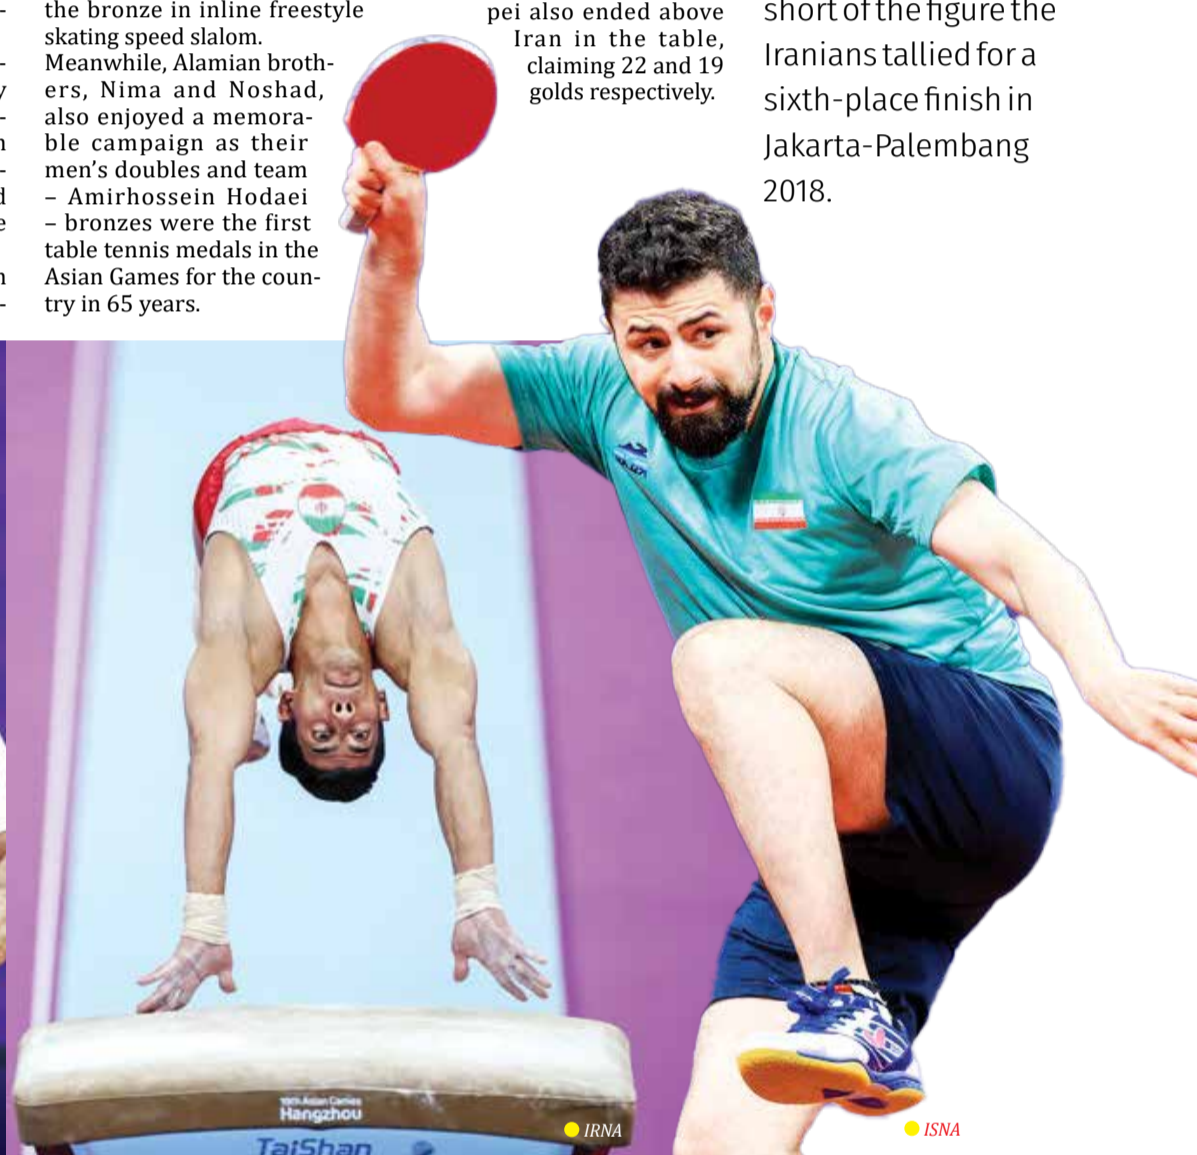 the bronze in inline freestyle
skating speed slalom.
Meanwhile, Alamian broth-
ers, Nima and Noshad,
also enjoyed a memora-
ble campaign as their
men's doubles and team
– Amirhossein Hodaei
– bronzes were the first
table tennis medals in the
Asian Games for the coun-
try in 65 years.
pei also ended above
Iran in the table,
claiming 22 and 19
golds respectively.
short of the figure the
Iranians tallied for a
sixth-place finish in
Jakarta-Palembang
2018.
19th Asian Games
Hangzhou
TaiShan
IRNA
ISNA